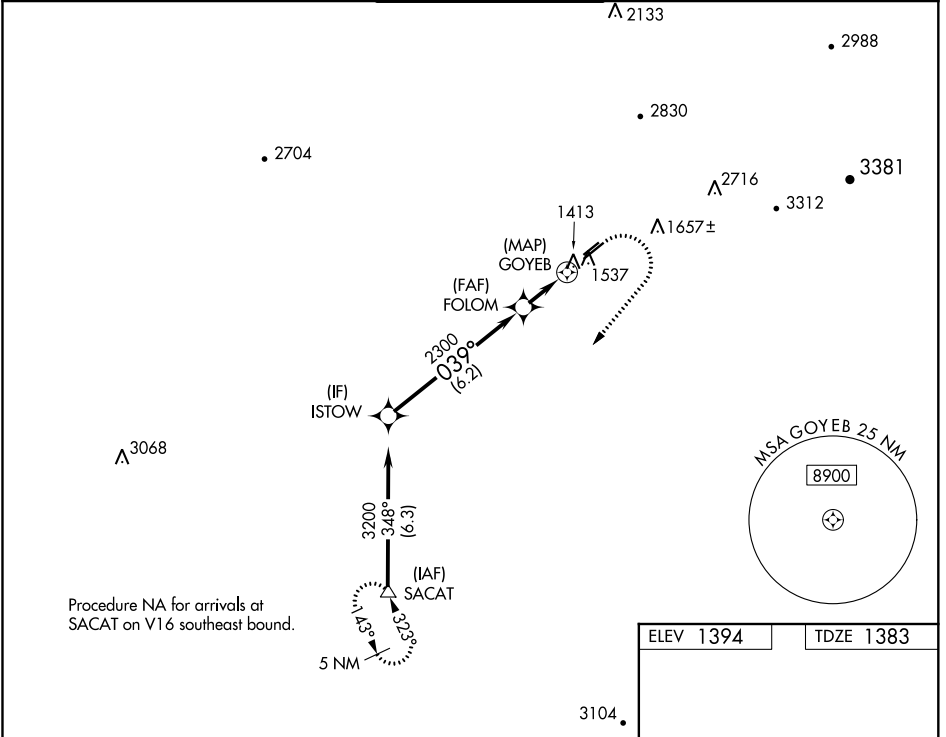 2133
2988
2830
2704
2716
3381
3312
1413
1657±
(MAP)
GOYEB
1537
(FAF)
FOLOM
2300
039°
(6.2)
(IF)
ISTOW
3068
MSA GOYEB 25 NM
8900
3200
348°
(6.3)
(IAF)
SACAT
143°
323°
5 NM
Procedure NA for arrivals at
SACAT on V16 southeast bound.
ELEV 1394
TDZE 1383
3104